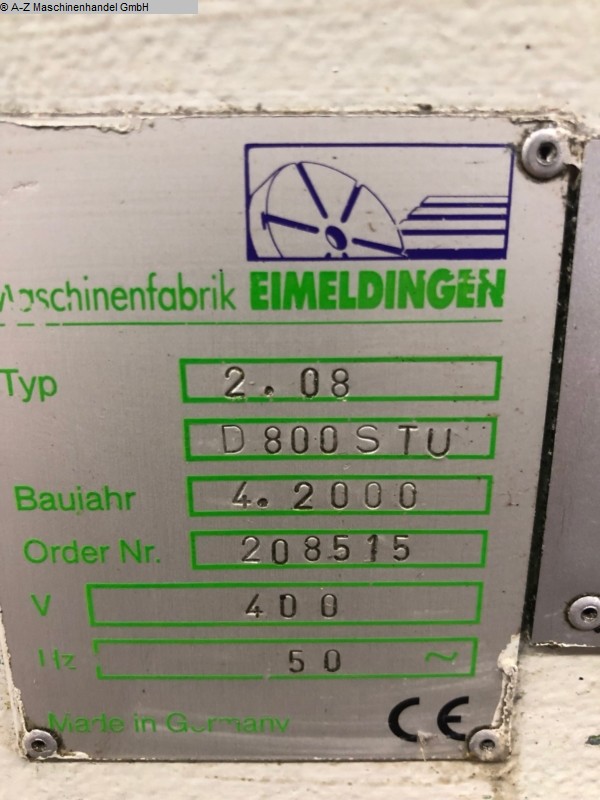 © A-Z Maschinenhandel GmbH
Maschinenfabrik EIMELDINGEN
Typ 2.08
D 800 S TU
Baujahr 4.2000
Order Nr. 208515
V 400
Hz 50 ~
Made in Germany CE